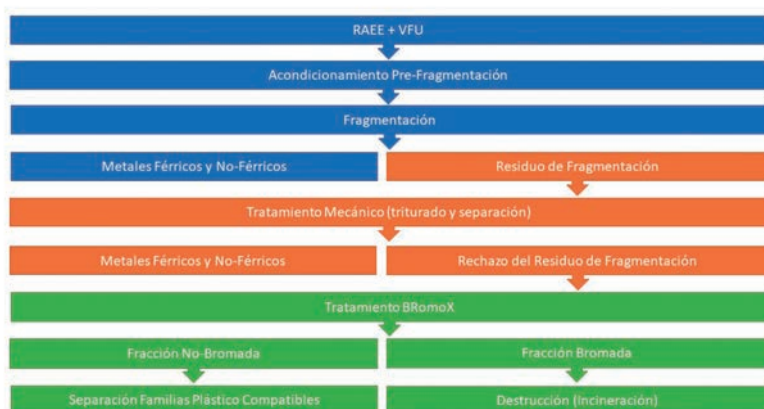 RAEE + VFU
Acondicionamiento Pre-Fragmentación
Fragmentación
Metales Férricos y No-Férricos
Residuo de Fragmentación
Tratamiento Mecánico (triturado y separación)
Metales Férricos y No-Férricos
Rechazo del Residuo de Fragmentación
Tratamiento BRomoX
Fracción No-Bromada
Fracción Bromada
Separación Familias Plástico Compatibles
Destrucción (Incineración)